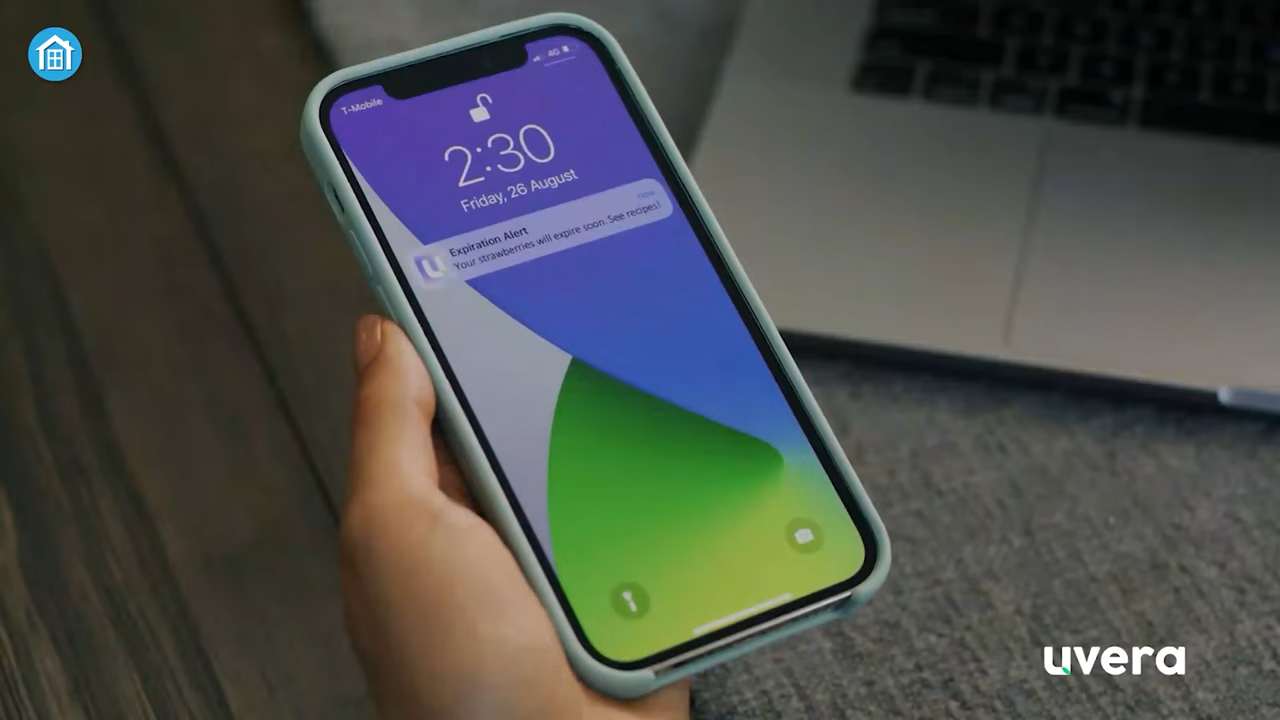 T-Mobile
4G
2:30
Friday, 26 August
now
Expiration Alert
Your strawberries will expire soon. See recipes!
uvera